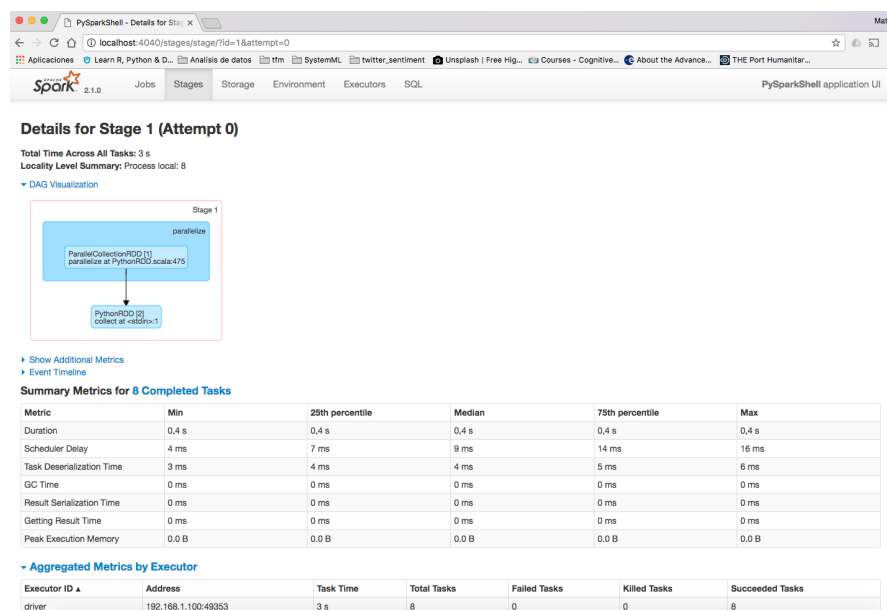 PySparkShell - Details for Stag
Mat
localhost:4040/stages/stage/?id=1&attempt=0
Aplicaciones Learn R, Python & D... Analisis de datos tfm SystemML twitter_sentiment Unsplash | Free Hig... Courses - Cognitive... About the Advance... THE Port Humanitar...
APACHE Spark 2.1.0 Jobs Stages Storage Environment Executors SQL PySparkShell application UI
Details for Stage 1 (Attempt 0)
Total Time Across All Tasks: 3 s
Locality Level Summary: Process local: 8
DAG Visualization
Stage 1
parallelize
ParallelCollectionRDD [1]
parallelize at PythonRDD.scala:475
PythonRDD [2]
collect at <stdin>:1
Show Additional Metrics
Event Timeline
Summary Metrics for 8 Completed Tasks
Metric Min 25th percentile Median 75th percentile Max
Duration 0,4 s 0,4 s 0,4 s 0,4 s 0,4 s
Scheduler Delay 4 ms 7 ms 9 ms 14 ms 16 ms
Task Deserialization Time 3 ms 4 ms 4 ms 5 ms 6 ms
GC Time 0 ms 0 ms 0 ms 0 ms 0 ms
Result Serialization Time 0 ms 0 ms 0 ms 0 ms 0 ms
Getting Result Time 0 ms 0 ms 0 ms 0 ms 0 ms
Peak Execution Memory 0.0 B 0.0 B 0.0 B 0.0 B 0.0 B
Aggregated Metrics by Executor
Executor ID Address Task Time Total Tasks Failed Tasks Killed Tasks Succeeded Tasks
driver 192.168.1.100:49353 3 s 8 0 0 8